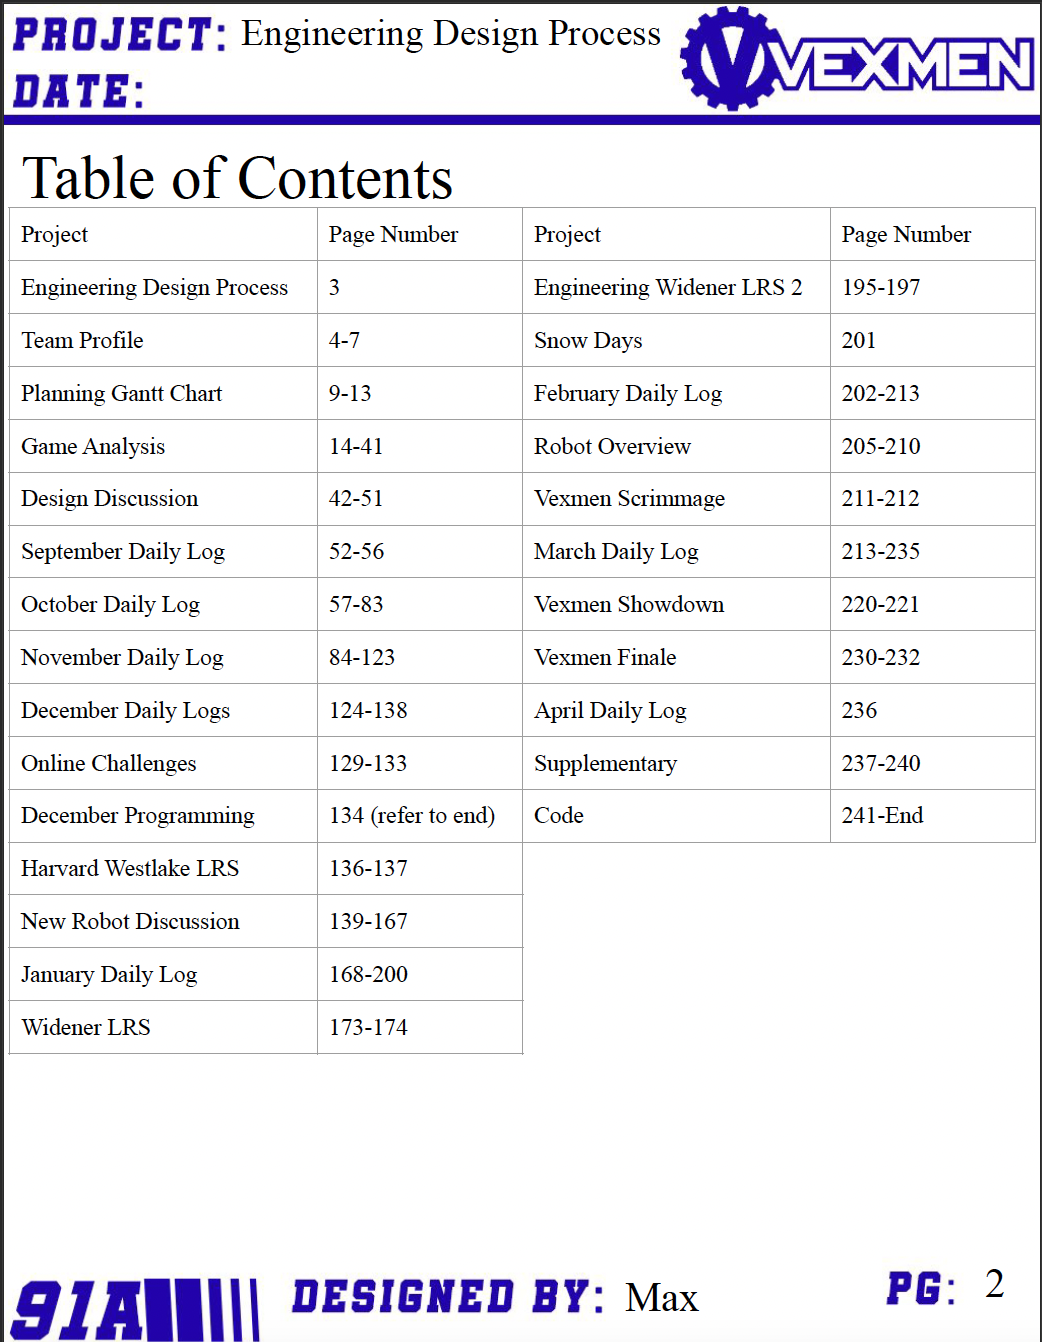 PROJECT: Engineering Design Process
VEXMEN
DATE:
Table of Contents
Project Page Number Project Page Number
Engineering Design Process 3 Engineering Widener LRS 2 195-197
Team Profile 4-7 Snow Days 201
Planning Gantt Chart 9-13 February Daily Log 202-213
Game Analysis 14-41 Robot Overview 205-210
Design Discussion 42-51 Vexmen Scrimmage 211-212
September Daily Log 52-56 March Daily Log 213-235
October Daily Log 57-83 Vexmen Showdown 220-221
November Daily Log 84-123 Vexmen Finale 230-232
December Daily Logs 124-138 April Daily Log 236
Online Challenges 129-133 Supplementary 237-240
December Programming 134 (refer to end) Code 241-End
Harvard Westlake LRS 136-137
New Robot Discussion 139-167
January Daily Log 168-200
Widener LRS 173-174
91A DESIGNED BY: Max PG: 2